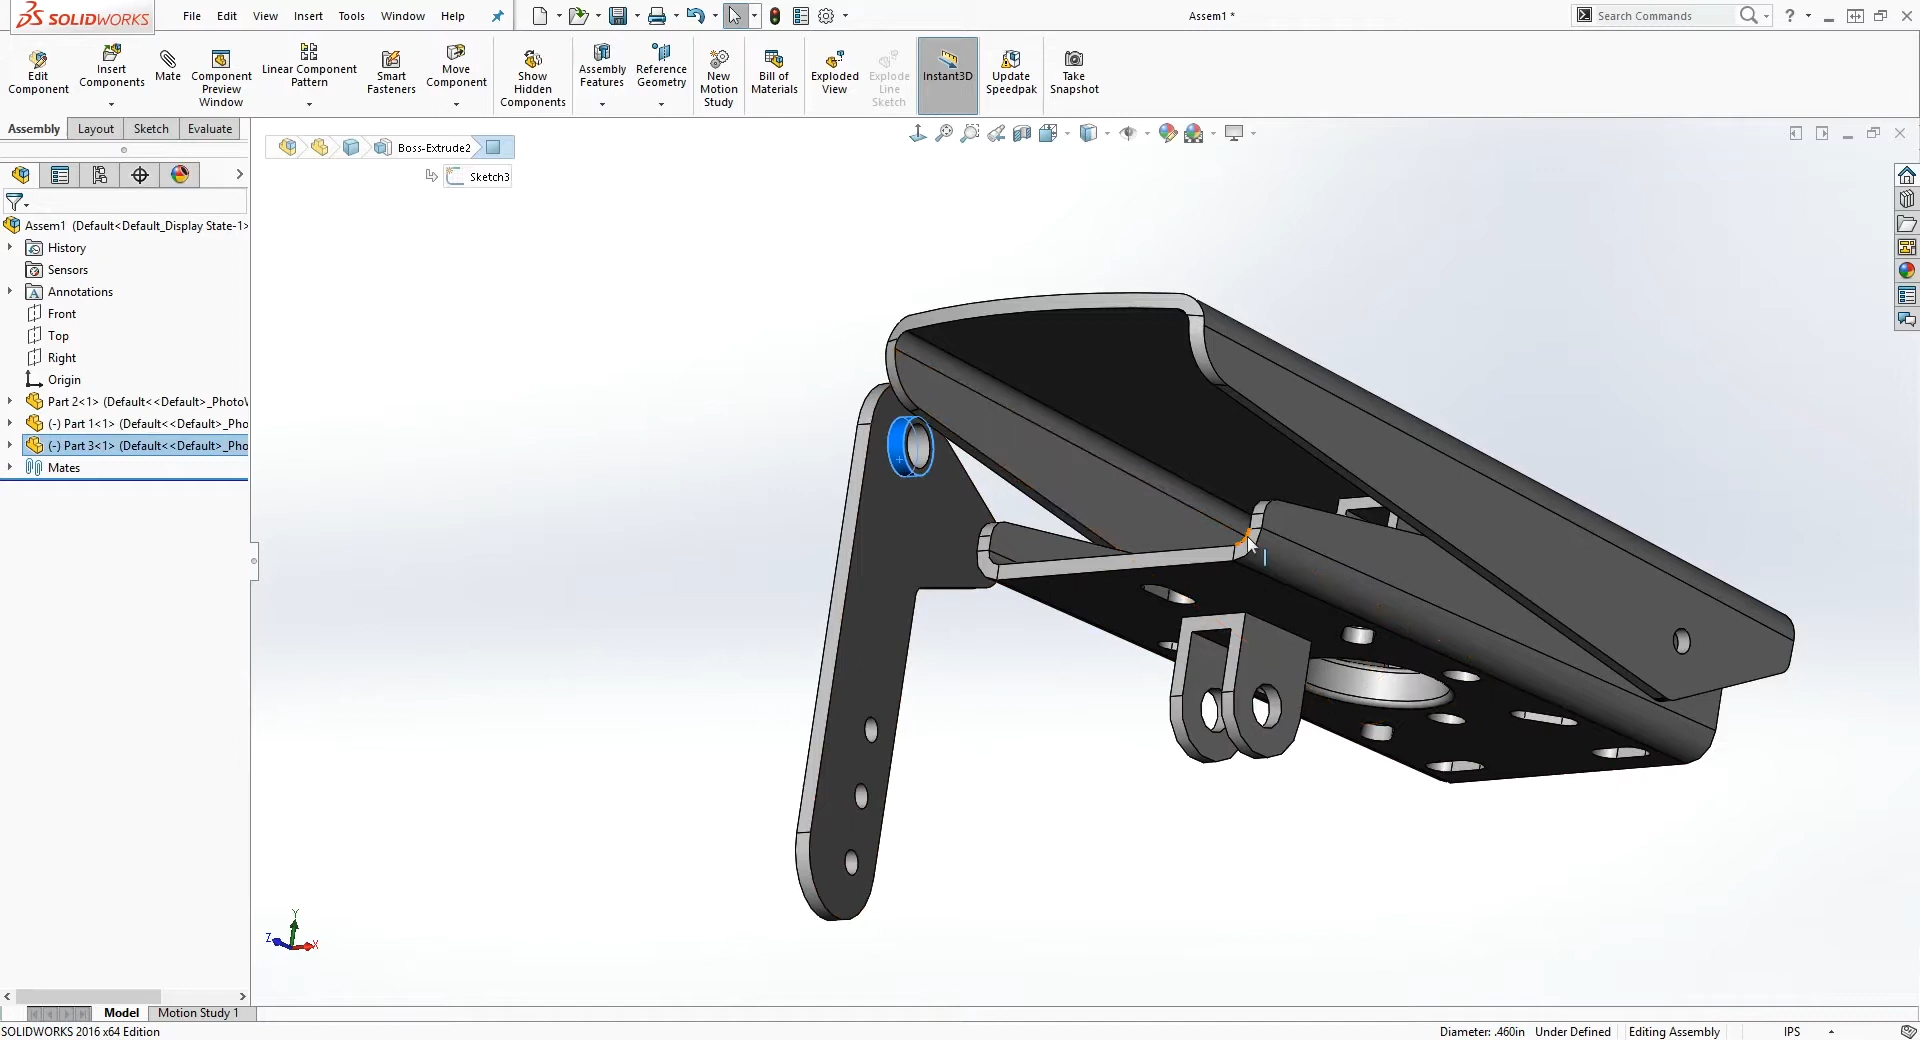 SOLIDWORKS File Edit View Insert Tools Window Help Assem1 * Search Commands ?
Edit Component
Insert Components
Mate
Component Preview Window
Linear Component Pattern
Smart Fasteners
Move Component
Show Hidden Components
Assembly Features
Reference Geometry
New Motion Study
Bill of Materials
Exploded View
Explode Line Sketch
Instant3D
Update Speedpak
Take Snapshot
Assembly Layout Sketch Evaluate
Boss-Extrude2
Sketch3
Assem1 (Default<Default_Display State-1>
History
Sensors
A Annotations
Front
Top
Right
Origin
Part 2<1> (Default<<Default>_PhotoV
(-) Part 1<1> (Default<<Default>_Pho
(-) Part 3<1> (Default<<Default>_Pho
Mates
Y
Z X
Model Motion Study 1
SOLIDWORKS 2016 x64 Edition Diameter: .460in Under Defined Editing Assembly IPS